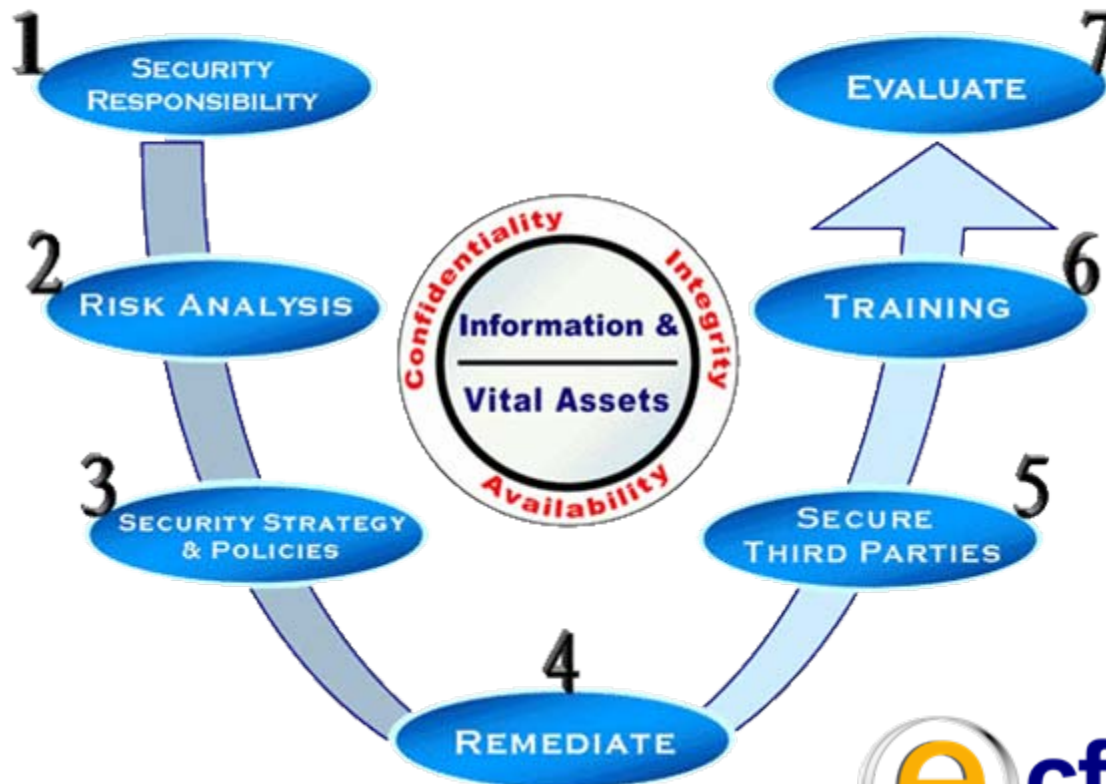 1
SECURITY
RESPONSIBILITY
2
RISK ANALYSIS
3
SECURITY STRATEGY
& POLICIES
4
REMEDIATE
5
SECURE
THIRD PARTIES
6
TRAINING
7
EVALUATE
Confidentiality
Integrity
Availability
Information &
Vital Assets
e